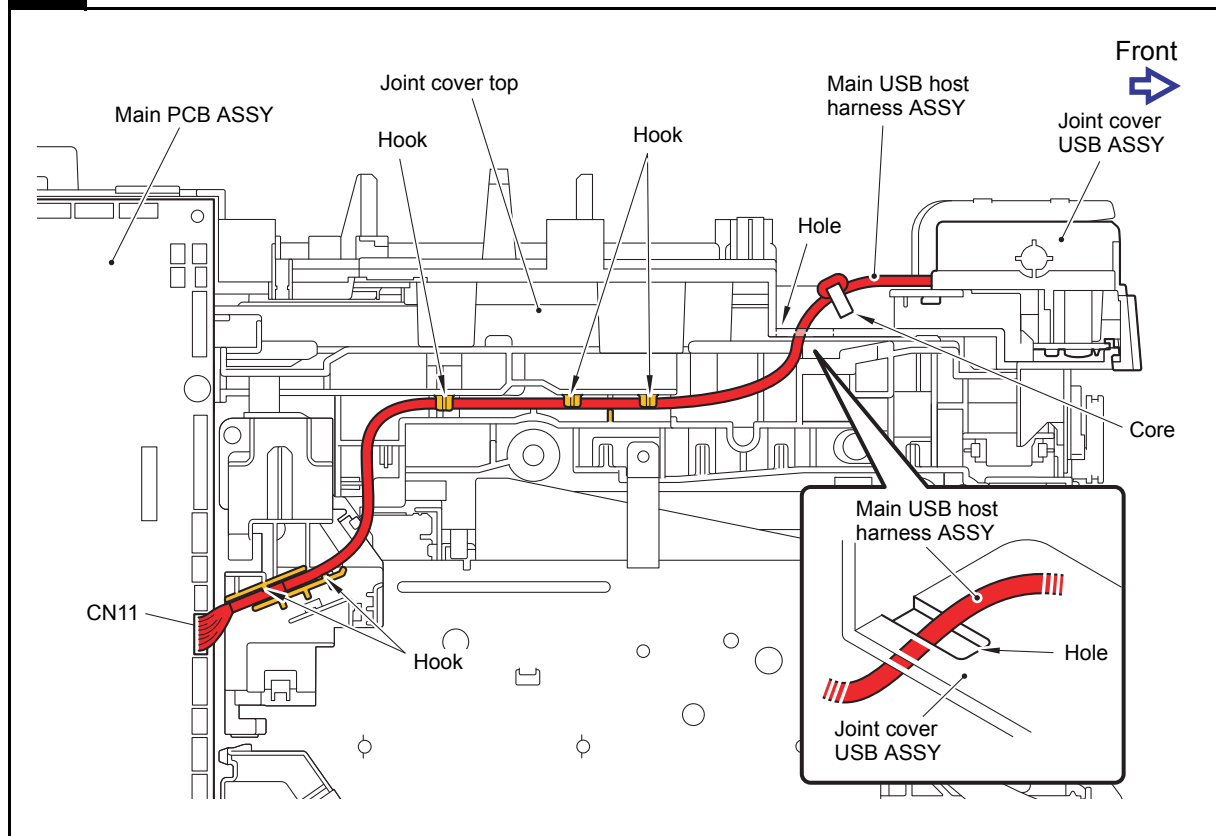 Front
Joint cover top
Main USB host
harness ASSY
Main PCB ASSY
Joint cover
USB ASSY
Hook
Hook
Hole
Core
Main USB host
harness ASSY
CN11
Hook
Hole
Joint cover
USB ASSY